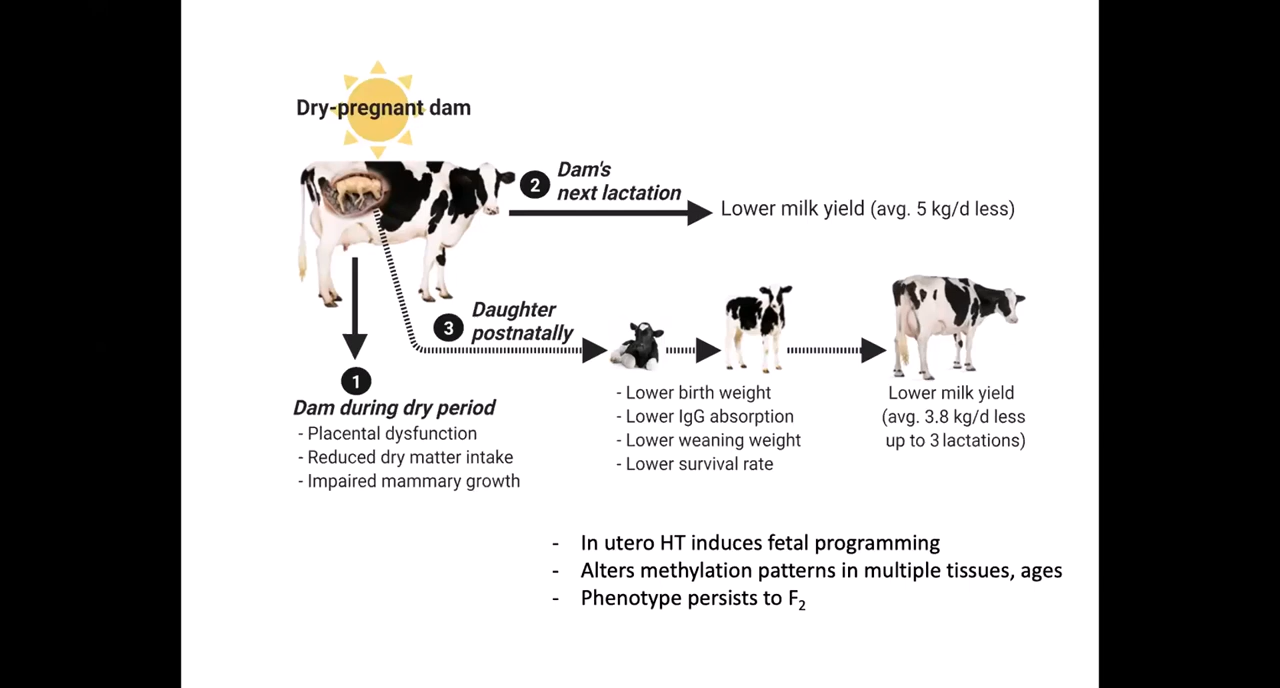 Dry-pregnant dam
2
Dam's
next lactation
Lower milk yield (avg. 5 kg/d less)
3
Daughter
postnatally
1
Dam during dry period
- Placental dysfunction
- Reduced dry matter intake
- Impaired mammary growth
- Lower birth weight
- Lower IgG absorption
- Lower weaning weight
- Lower survival rate
Lower milk yield
(avg. 3.8 kg/d less
up to 3 lactations)
- In utero HT induces fetal programming
- Alters methylation patterns in multiple tissues, ages
- Phenotype persists to F₂